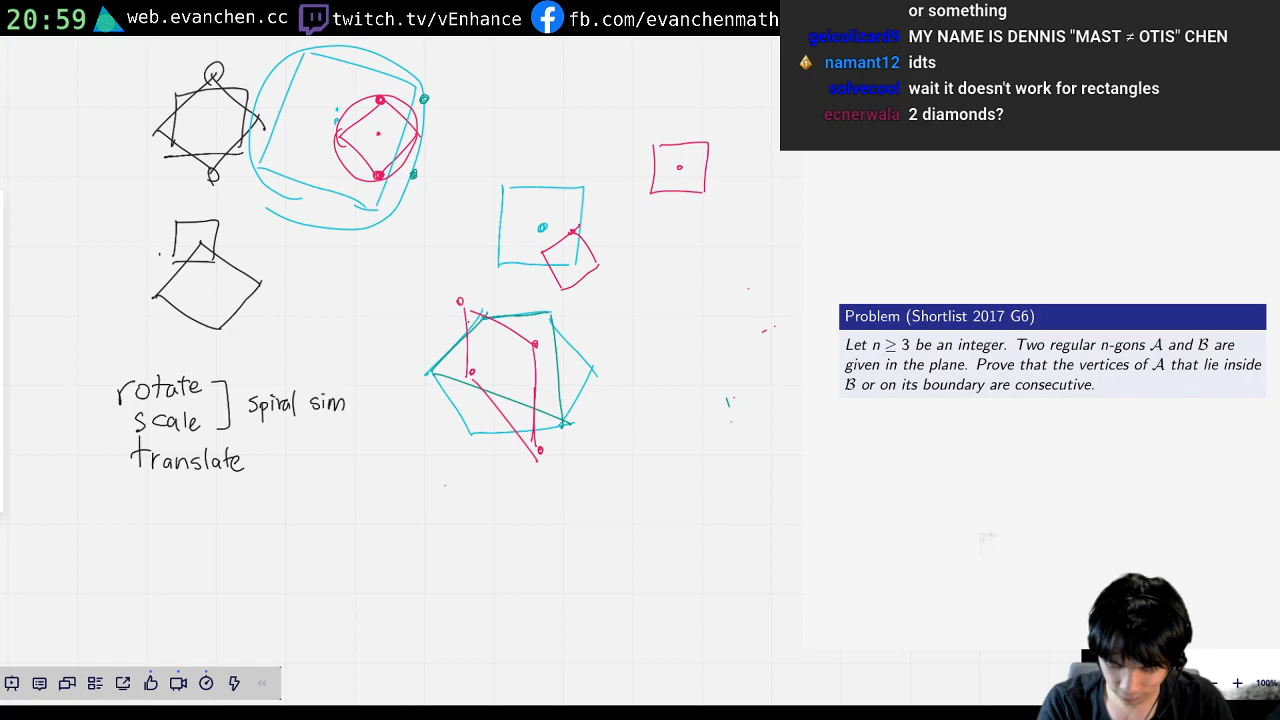 20:59 web.evanchen.cc twitch.tv/vEnhance fb.com/evanchenmath
or something
geicolizard9 MY NAME IS DENNIS "MAST ≠ OTIS" CHEN
namant12 idts
solvecool wait it doesn't work for rectangles
ecnerwala 2 diamonds?
rotate
scale
spiral sim
translate
Problem (Shortlist 2017 G6)
Let n ≥ 3 be an integer. Two regular n-gons 𝒜 and ℬ are
given in the plane. Prove that the vertices of 𝒜 that lie inside
ℬ or on its boundary are consecutive.
100%